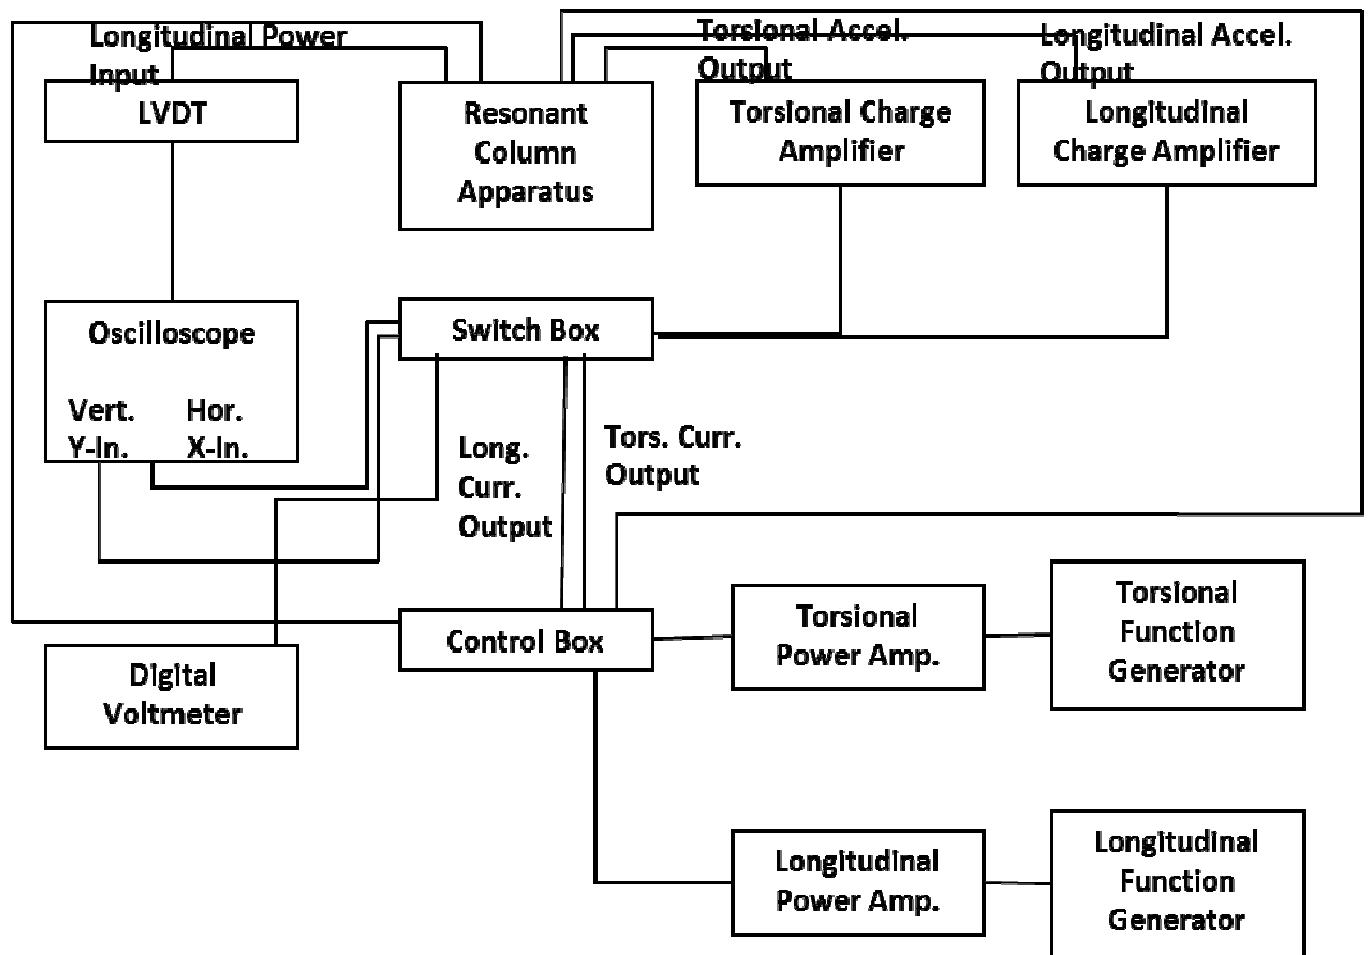 Longitudinal Power
Input
Torsional Accel.
Output
Longitudinal Accel.
Output
LVDT
Resonant
Column
Apparatus
Torsional Charge
Amplifier
Longitudinal
Charge Amplifier
Oscilloscope
Vert.
Hor.
Y-In.
X-In.
Switch Box
Long.
Curr.
Output
Tors. Curr.
Output
Control Box
Digital
Voltmeter
Torsional
Power Amp.
Torsional
Function
Generator
Longitudinal
Power Amp.
Longitudinal
Function
Generator